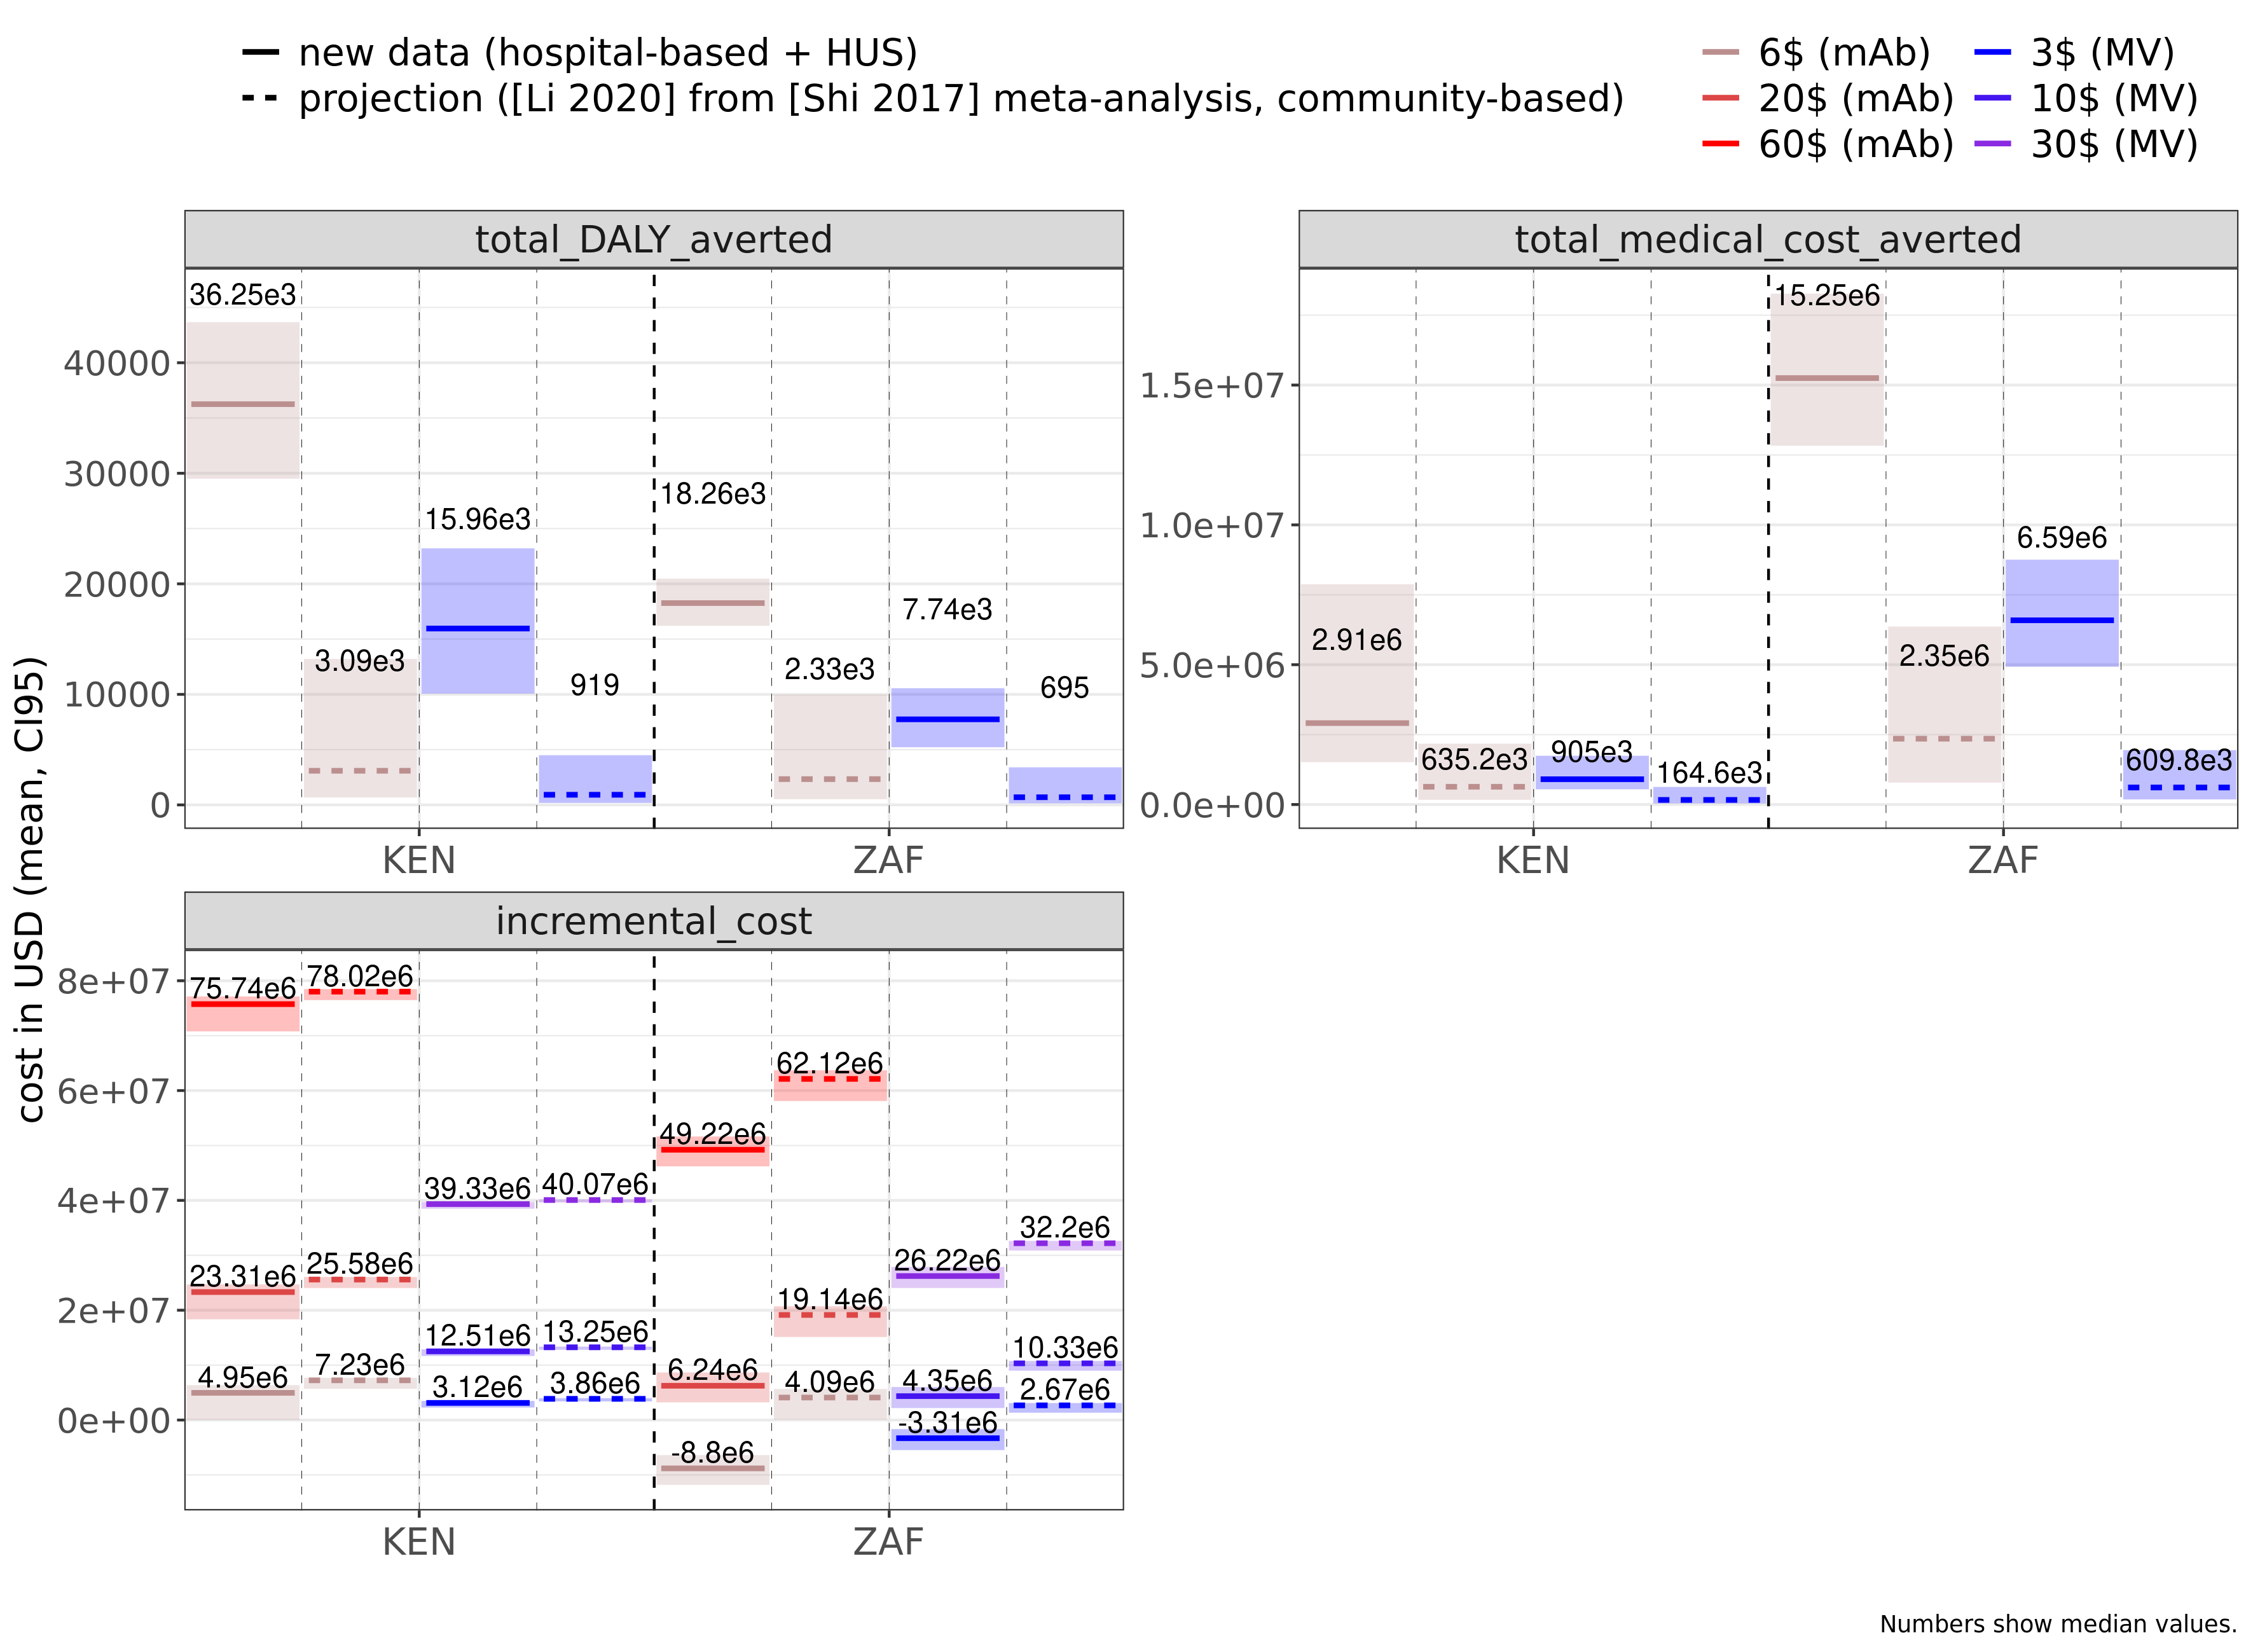 new data (hospital-based + HUS)
projection ([Li 2020] from [Shi 2017] meta-analysis, community-based)
6$ (mAb)
20$ (mAb)
60$ (mAb)
3$ (MV)
10$ (MV)
30$ (MV)
cost in USD (mean, CI95)
total_DALY_averted
40000
30000
20000
10000
0
36.25e3
3.09e3
15.96e3
919
18.26e3
2.33e3
7.74e3
695
KEN
ZAF
total_medical_cost_averted
1.5e+07
1.0e+07
5.0e+06
0.0e+00
2.91e6
635.2e3
905e3
164.6e3
15.25e6
2.35e6
6.59e6
609.8e3
KEN
ZAF
incremental_cost
8e+07
6e+07
4e+07
2e+07
0e+00
75.74e6
78.02e6
23.31e6
25.58e6
4.95e6
7.23e6
39.33e6
40.07e6
12.51e6
13.25e6
3.12e6
3.86e6
49.22e6
62.12e6
6.24e6
19.14e6
-8.8e6
4.09e6
26.22e6
32.2e6
4.35e6
10.33e6
-3.31e6
2.67e6
KEN
ZAF
Numbers show median values.